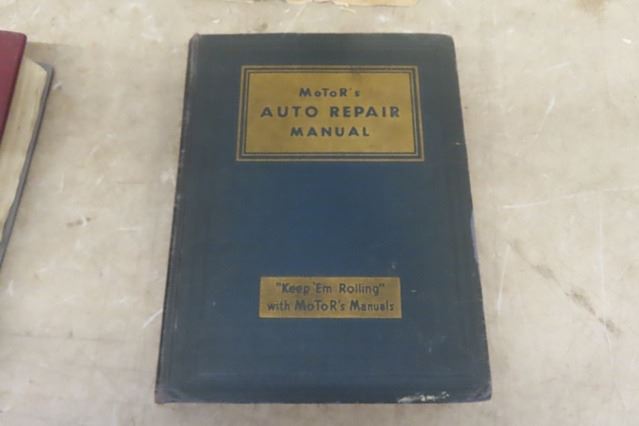 MoToR's
AUTO REPAIR
MANUAL
"Keep 'Em Rolling"
with MoToR's Manuals